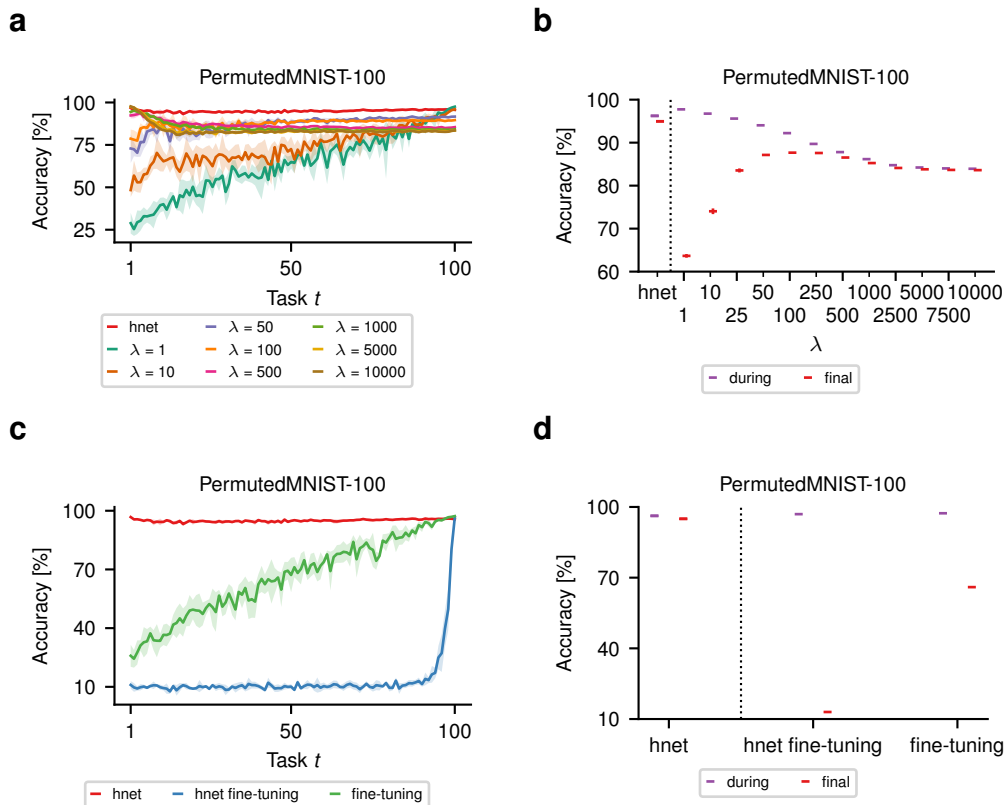 a
PermutedMNIST-100
Accuracy [%]
100
75
50
25
1
50
100
Task t
hnet
λ = 1
λ = 10
λ = 50
λ = 100
λ = 500
λ = 1000
λ = 5000
λ = 10000
b
PermutedMNIST-100
Accuracy [%]
100
90
80
70
60
hnet 10 50 250 1000 5000 10000
1 25 100 500 2500 7500
λ
during final
c
PermutedMNIST-100
Accuracy [%]
100
70
40
10
1
50
100
Task t
hnet hnet fine-tuning fine-tuning
d
PermutedMNIST-100
Accuracy [%]
100
70
40
10
hnet hnet fine-tuning fine-tuning
during final